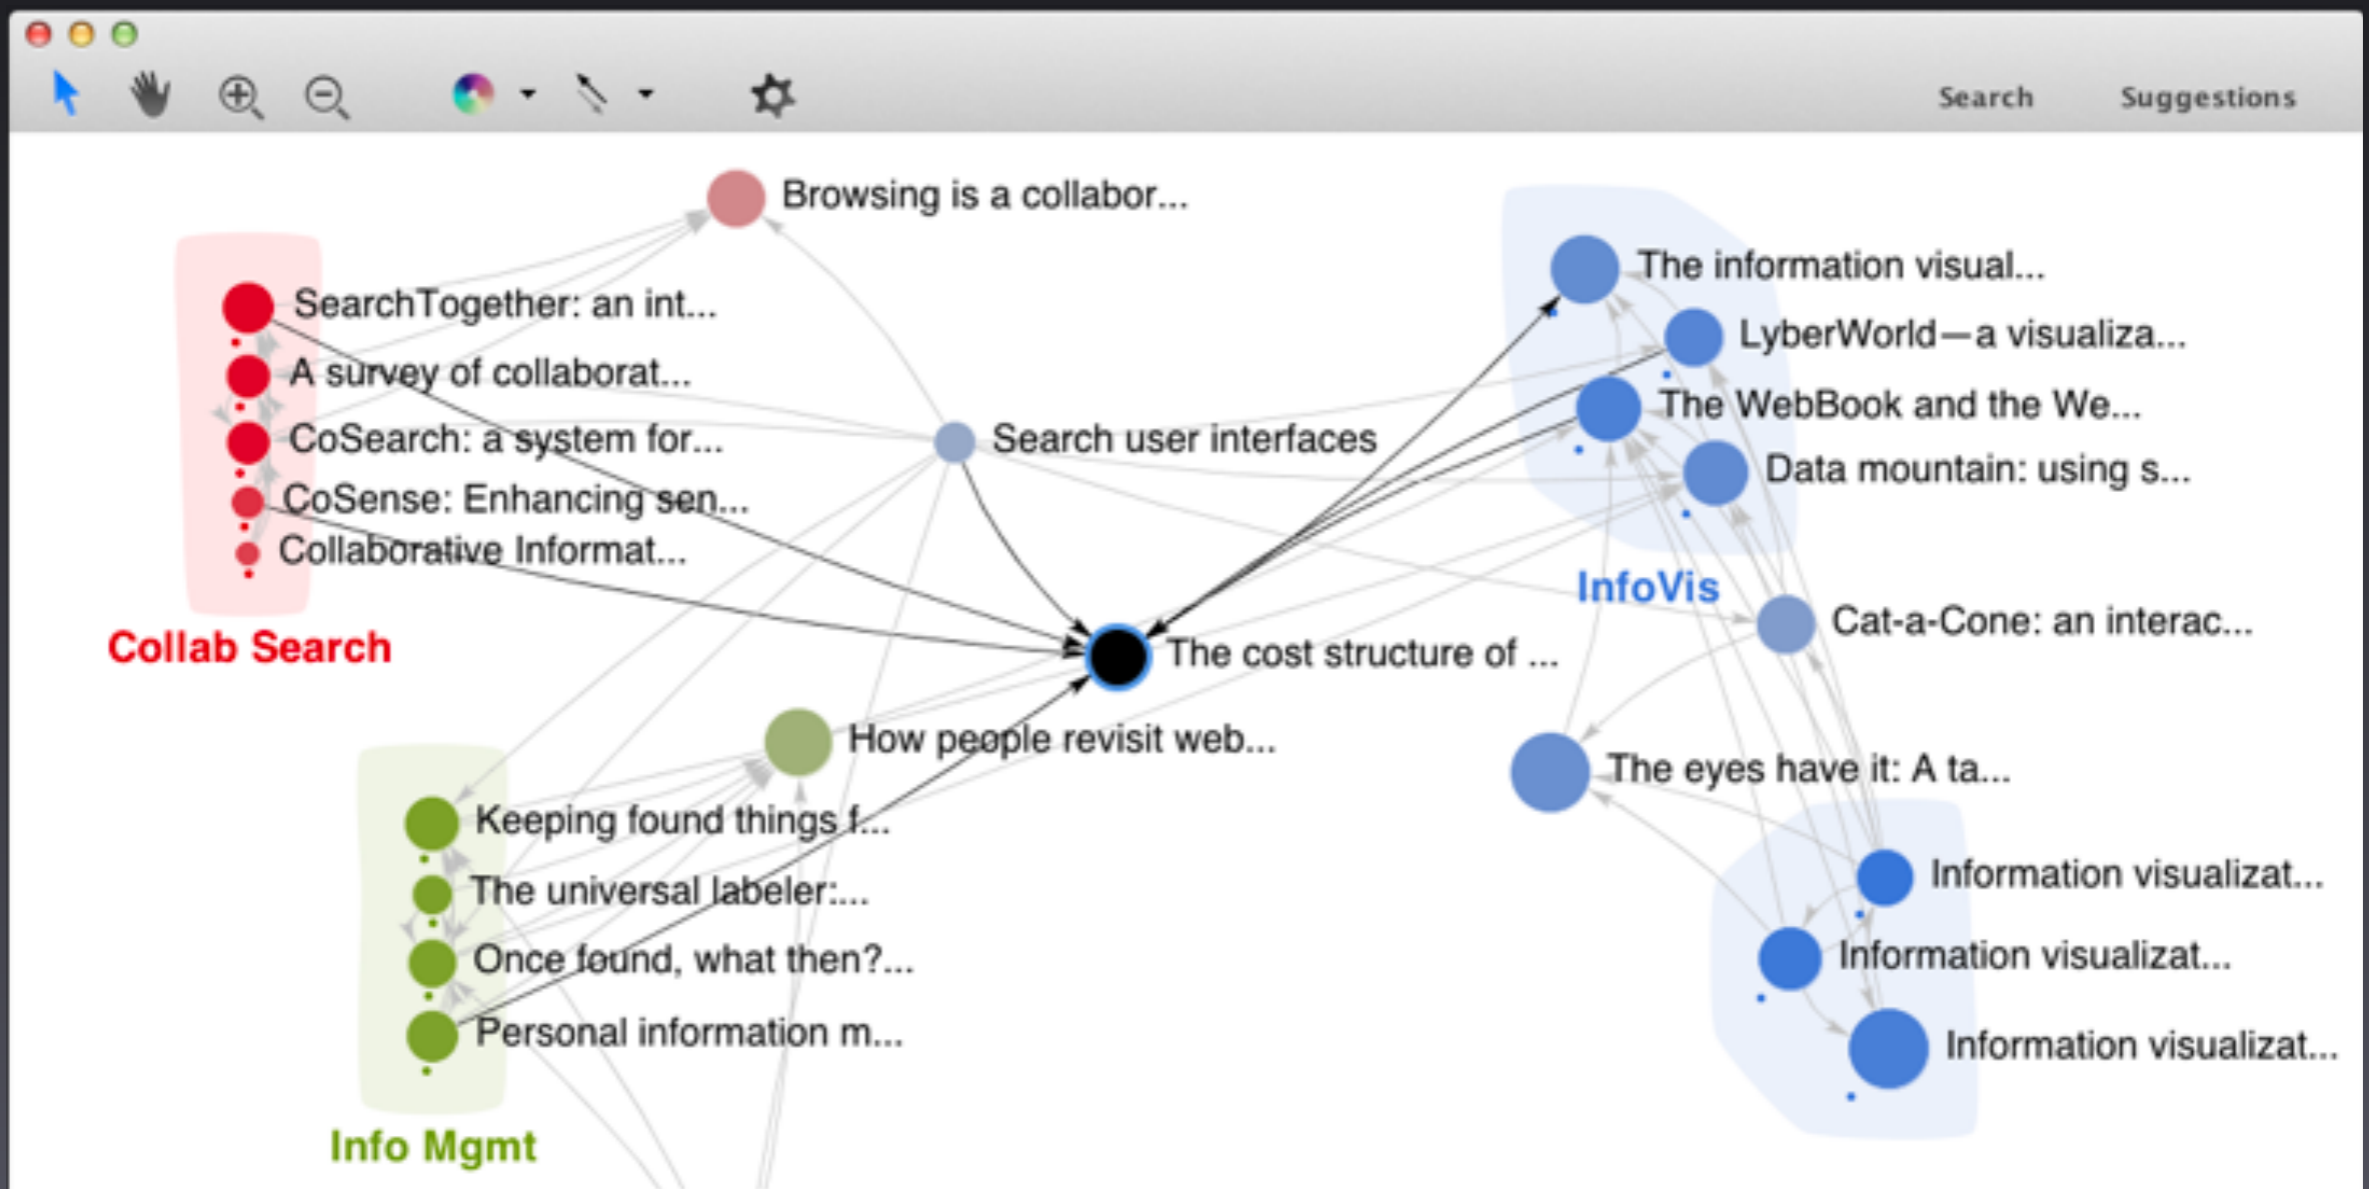 Search Suggestions
Browsing is a collabor...
SearchTogether: an int...
A survey of collaborat...
CoSearch: a system for...
CoSense: Enhancing sen...
Collaborative Informat...
Collab Search
Search user interfaces
The information visual...
LyberWorld—a visualiza...
The WebBook and the We...
Data mountain: using s...
InfoVis
Cat-a-Cone: an interac...
The cost structure of ...
How people revisit web...
The eyes have it: A ta...
Keeping found things f...
The universal labeler:...
Once found, what then?...
Personal information m...
Info Mgmt
Information visualizat...
Information visualizat...
Information visualizat...